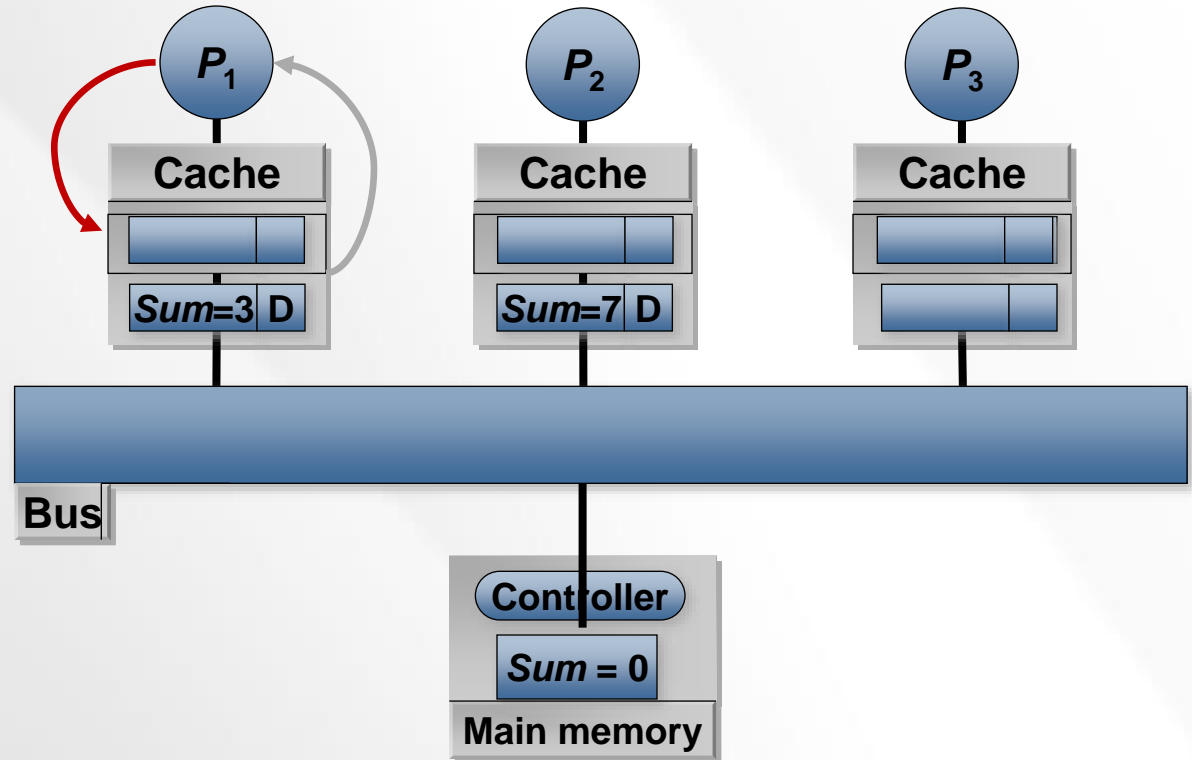 P1
P2
P3
Cache
Cache
Cache
Sum=3 D
Sum=7 D
Bus
Controller
Sum = 0
Main memory